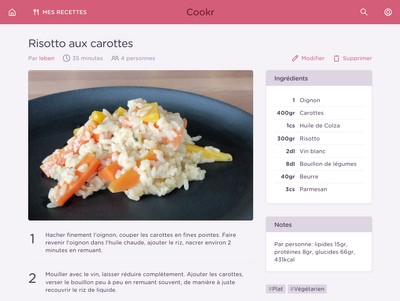 MES RECETTES
Cookr
Risotto aux carottes
Par leben 35 minutes 4 personnes
Modifier Supprimer
Ingrédients
1 Oignon
400gr Carottes
1cs Huile de Colza
300gr Risotto
2dl Vin blanc
8dl Bouillon de légumes
40gr Beurre
3cs Parmesan
1 Hacher finement l'oignon, couper les carottes en fines pointes. Faire
revenir l'oignon dans l'huile chaude, ajouter le riz, nacrer environ 2
minutes en remuant.
2 Mouiller avec le vin, laisser réduire complètement. Ajouter les carottes,
verser le bouillon peu à peu en remuant souvent, de manière à juste
recouvrir le riz de liquide.
Notes
Par personne: lipides 15gr,
protéines 8gr, glucides 66gr,
431kcal
#Plat #Végétarien